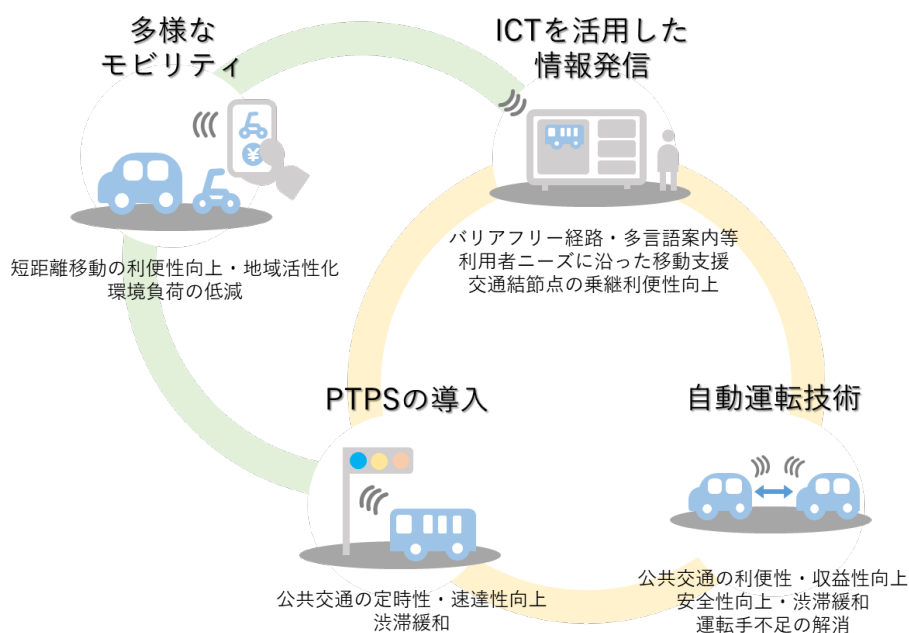 多様な
モビリティ
¥
短距離移動の利便性向上・地域活性化
環境負荷の低減
ICTを活用した
情報発信
バリアフリー経路・多言語案内等
利用者ニーズに沿った移動支援
交通結節点の乗継利便性向上
PTPSの導入
公共交通の定時性・速達性向上
渋滞緩和
自動運転技術
公共交通の利便性・収益性向上
安全性向上・渋滞緩和
運転手不足の解消